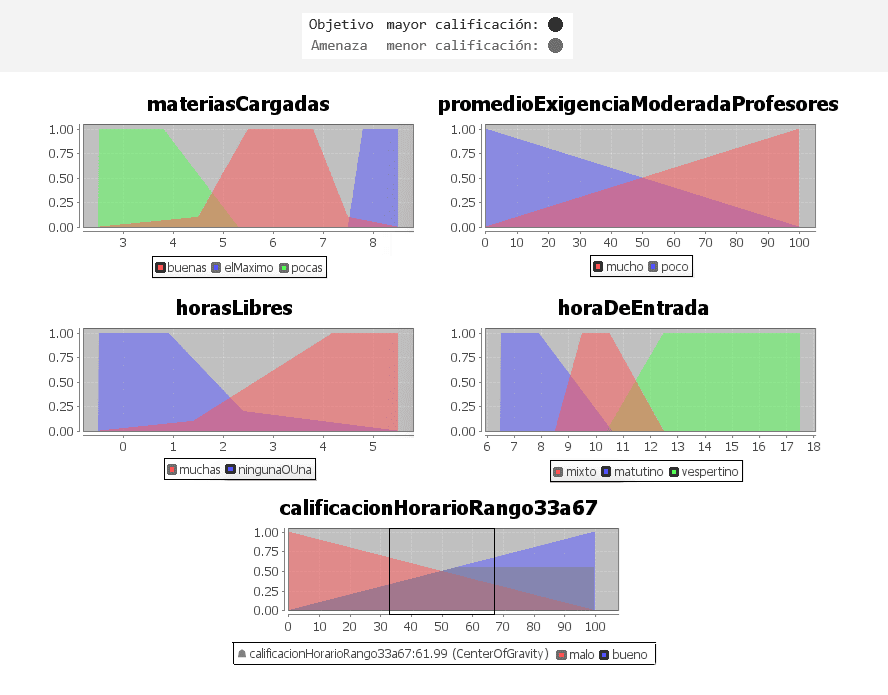 Objetivo mayor calificación:
Amenaza menor calificación:
materiasCargadas
1.00
0.75
0.50
0.25
0.00
3 4 5 6 7 8
buenas elMaximo pocas
promedioExigenciaModeradaProfesores
1.00
0.75
0.50
0.25
0.00
0 10 20 30 40 50 60 70 80 90 100
mucho poco
horasLibres
1.00
0.75
0.50
0.25
0.00
0 1 2 3 4 5
muchas ningunaOUna
horaDeEntrada
1.00
0.75
0.50
0.25
0.00
6 7 8 9 10 11 12 13 14 15 16 17 18
mixto matutino vespertino
calificacionHorarioRango33a67
1.00
0.75
0.50
0.25
0.00
0 10 20 30 40 50 60 70 80 90 100
calificacionHorarioRango33a67:61.99 (CenterOfGravity) malo bueno